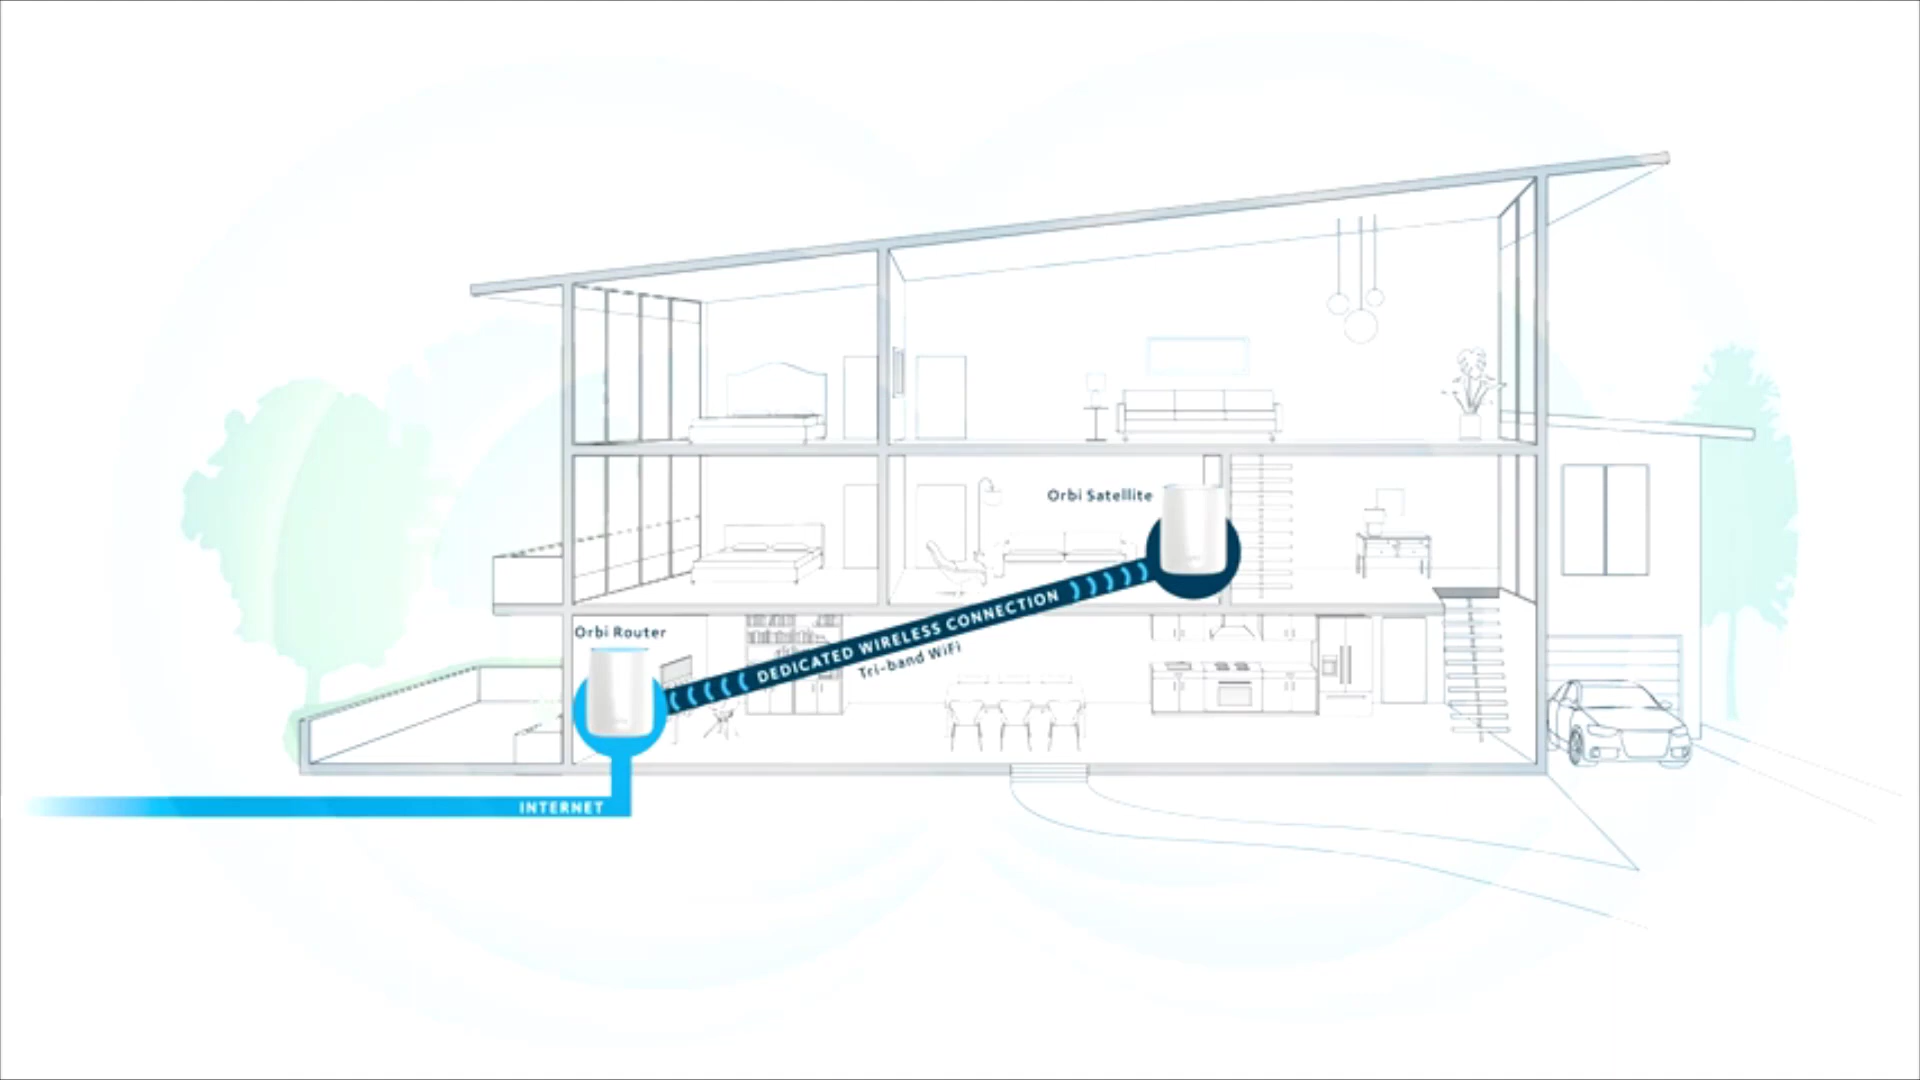 Orbi Satellite
Orbi Router
DEDICATED WIRELESS CONNECTION
Tri-band WiFi
INTERNET